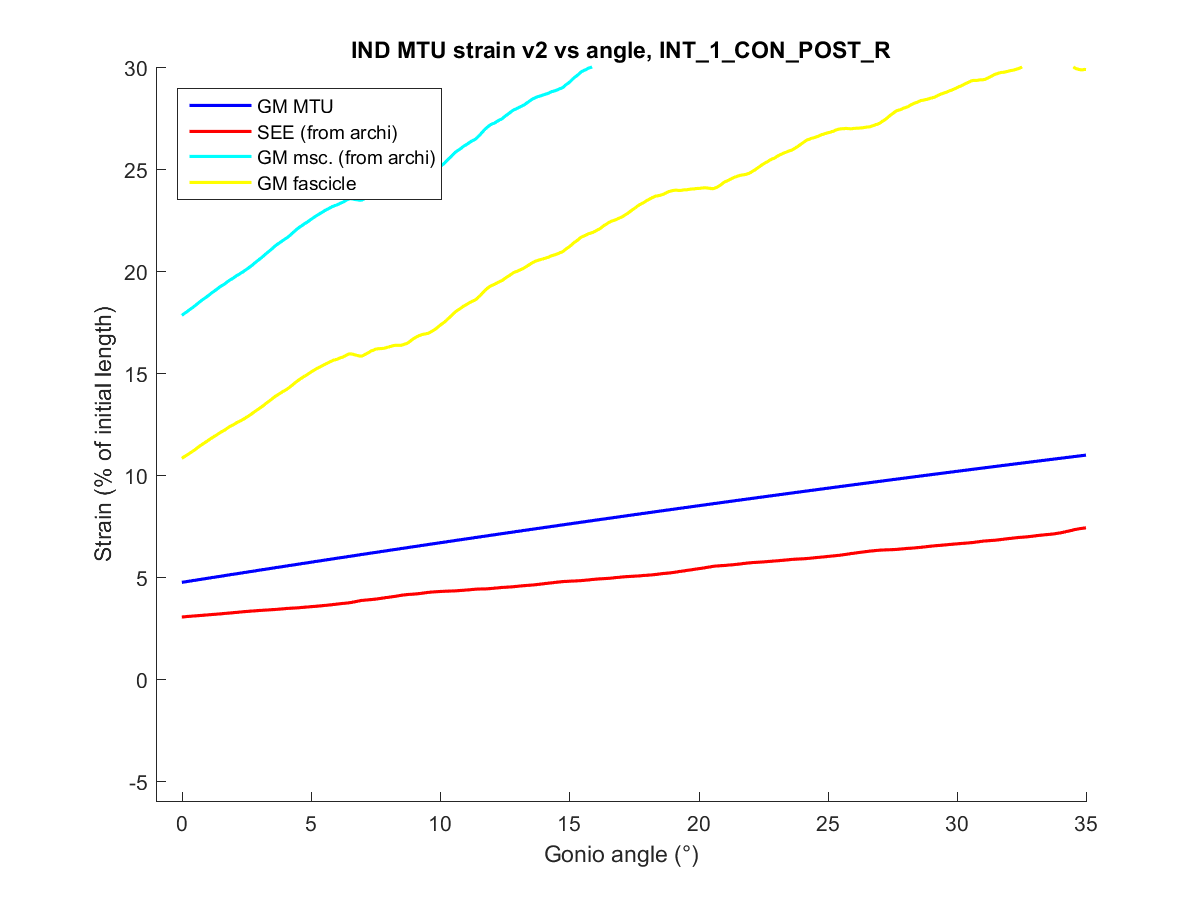 IND MTU strain v2 vs angle, INT_1_CON_POST_R
30
25
20
15
10
5
0
-5
Strain (% of initial length)
GM MTU
SEE (from archi)
GM msc. (from archi)
GM fascicle
0 5 10 15 20 25 30 35
Gonio angle (°)